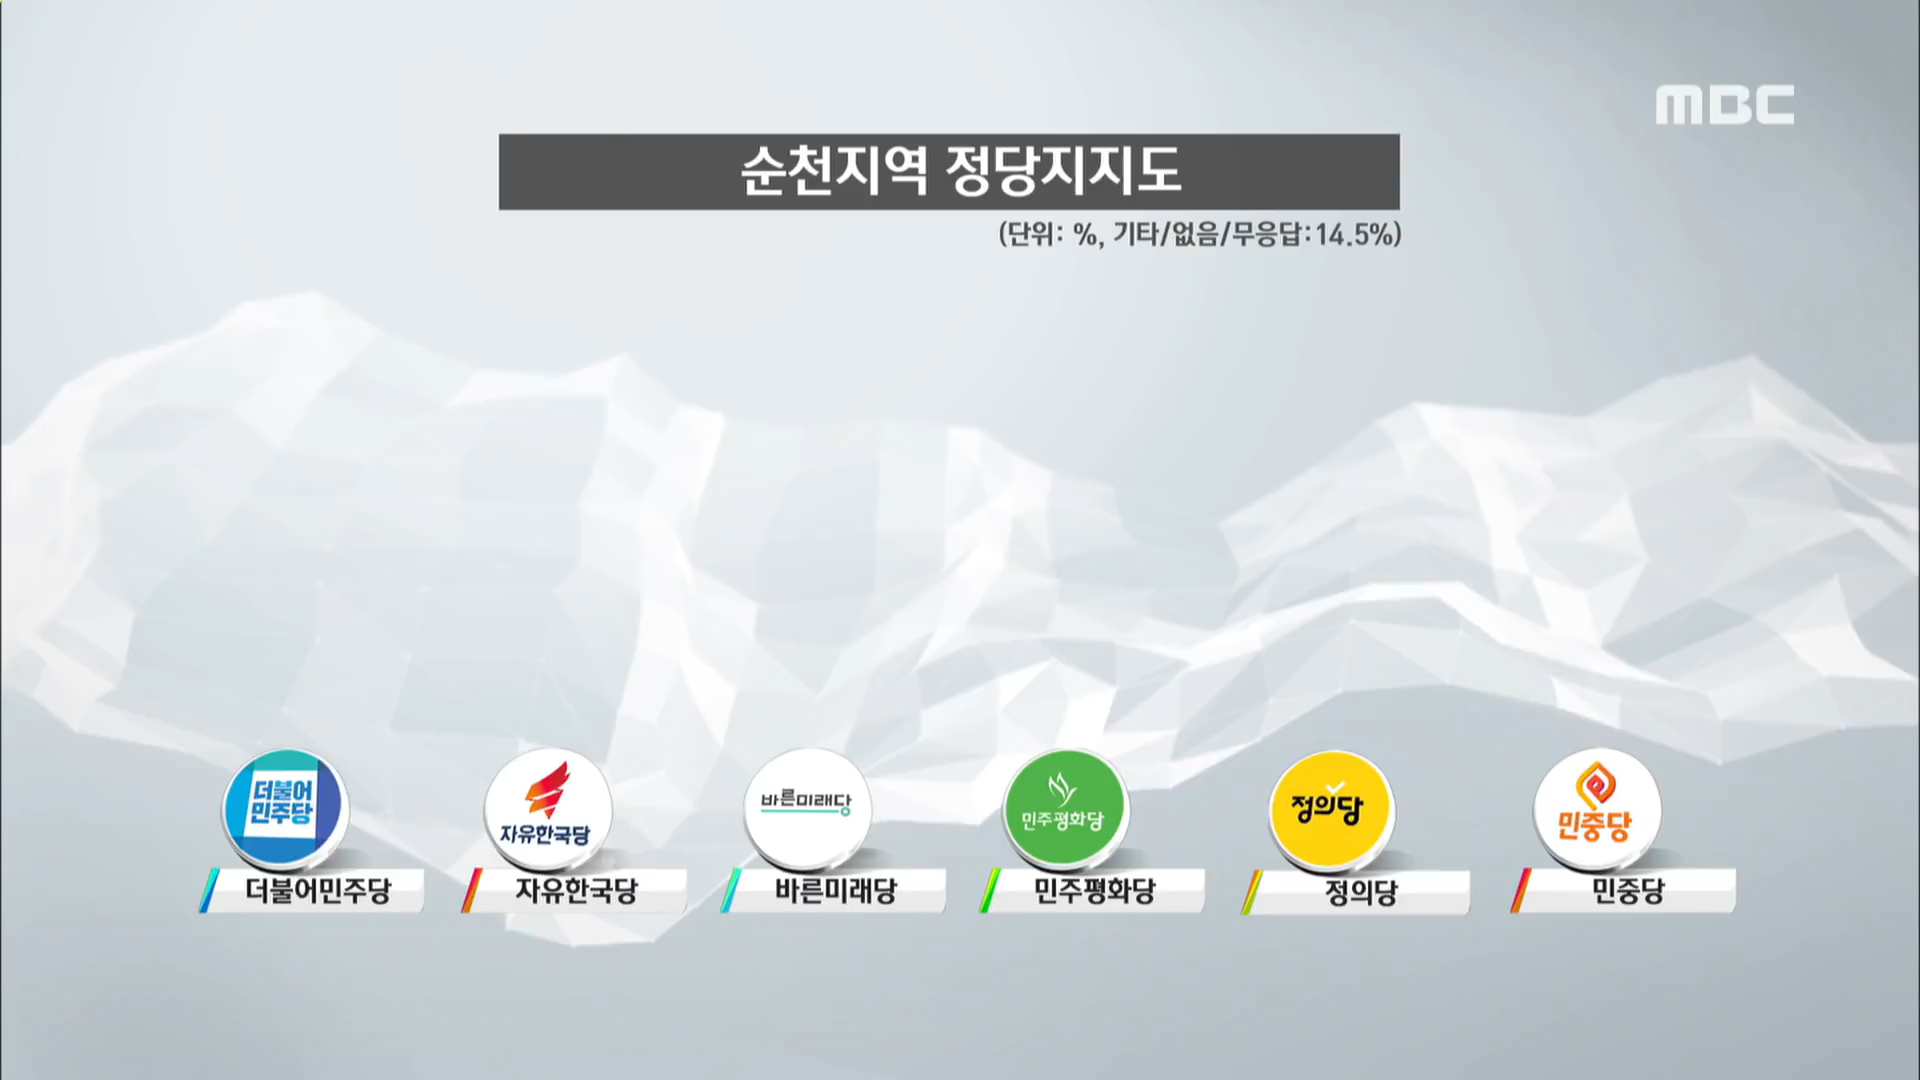 MBC
순천지역 정당지지도
(단위: %, 기타/없음/무응답:14.5%)
더불어
민주당
자유한국당
바른미래당
민주평화당
정의당
민중당
더불어민주당
자유한국당
바른미래당
민주평화당
정의당
민중당